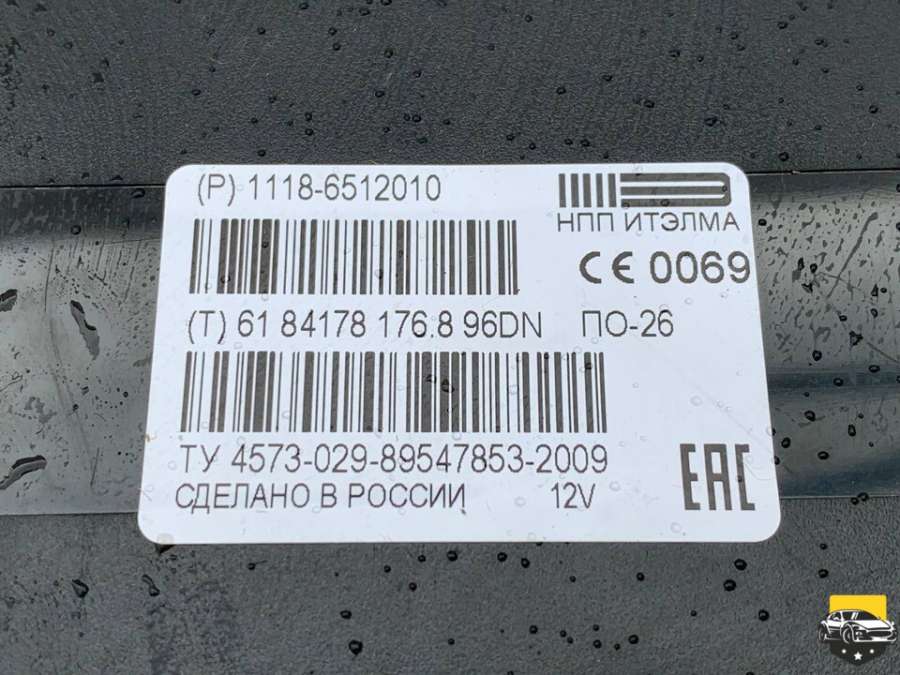 (P) 1118-6512010
НПП ИТЭЛМА
CE 0069
(T) 61 84178 176.8 96DN ПО-26
ТУ 4573-029-89547853-2009
СДЕЛАНО В РОССИИ 12V
EAC